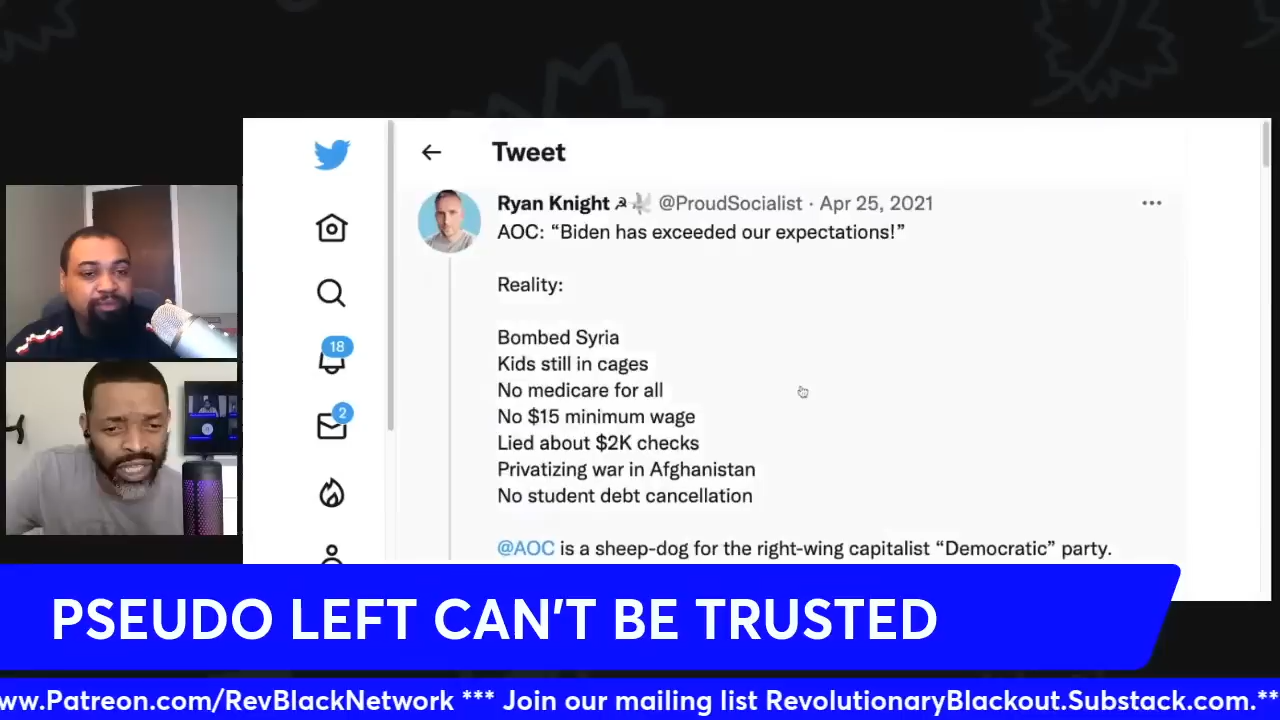 Tweet
Ryan Knight @ProudSocialist · Apr 25, 2021
AOC: “Biden has exceeded our expectations!”
Reality:
Bombed Syria
Kids still in cages
No medicare for all
No $15 minimum wage
Lied about $2K checks
Privatizing war in Afghanistan
No student debt cancellation
@AOC is a sheep-dog for the right-wing capitalist “Democratic” party.
18
2
PSEUDO LEFT CAN'T BE TRUSTED
ww.Patreon.com/RevBlackNetwork *** Join our mailing list RevolutionaryBlackout.Substack.com.**